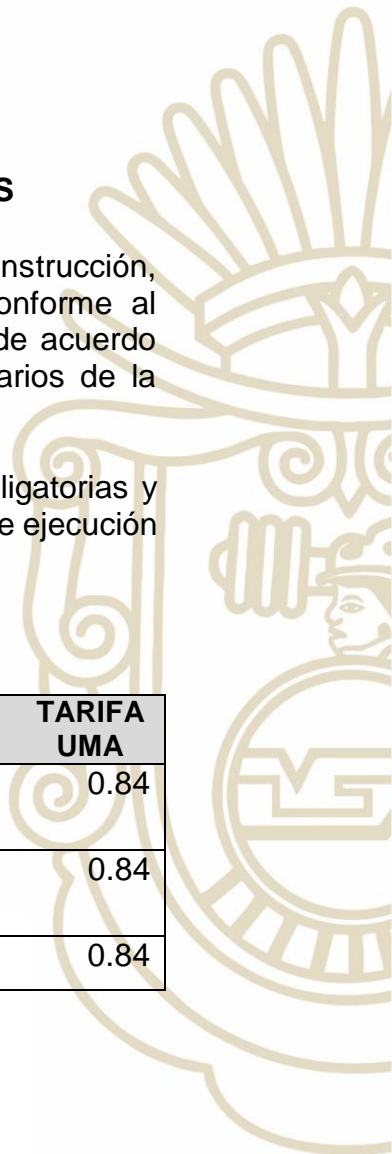 S
nstrucción,
onforme al
de acuerdo
arios de la
ligatorias y
e ejecución
TARIFA
UMA
0.84
0.84
0.84